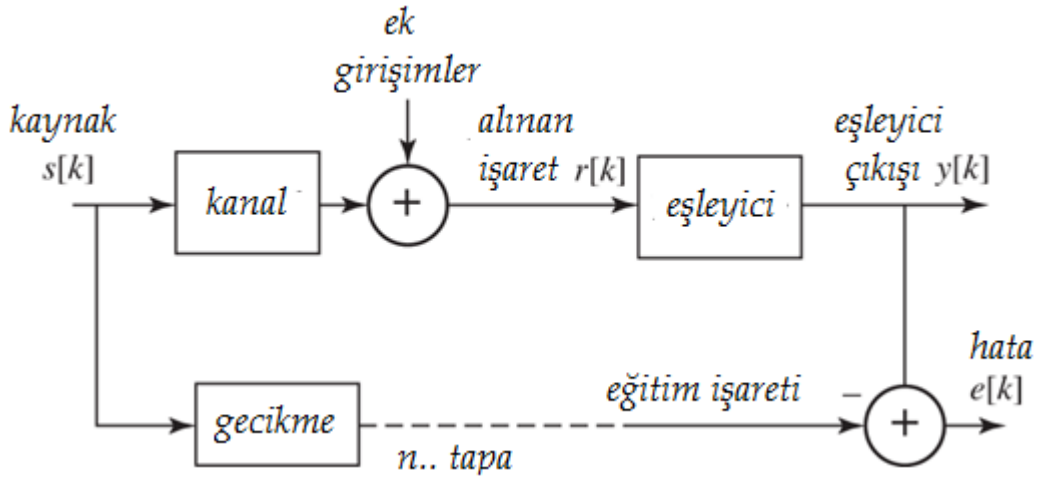 ek
girişimler
kaynak
s[k]
alınan
işaret r[k]
eşleyici
çıkışı y[k]
kanal
+
eşleyici
hata
e[k]
eğitim işareti
−
gecikme
+
n.. tapa